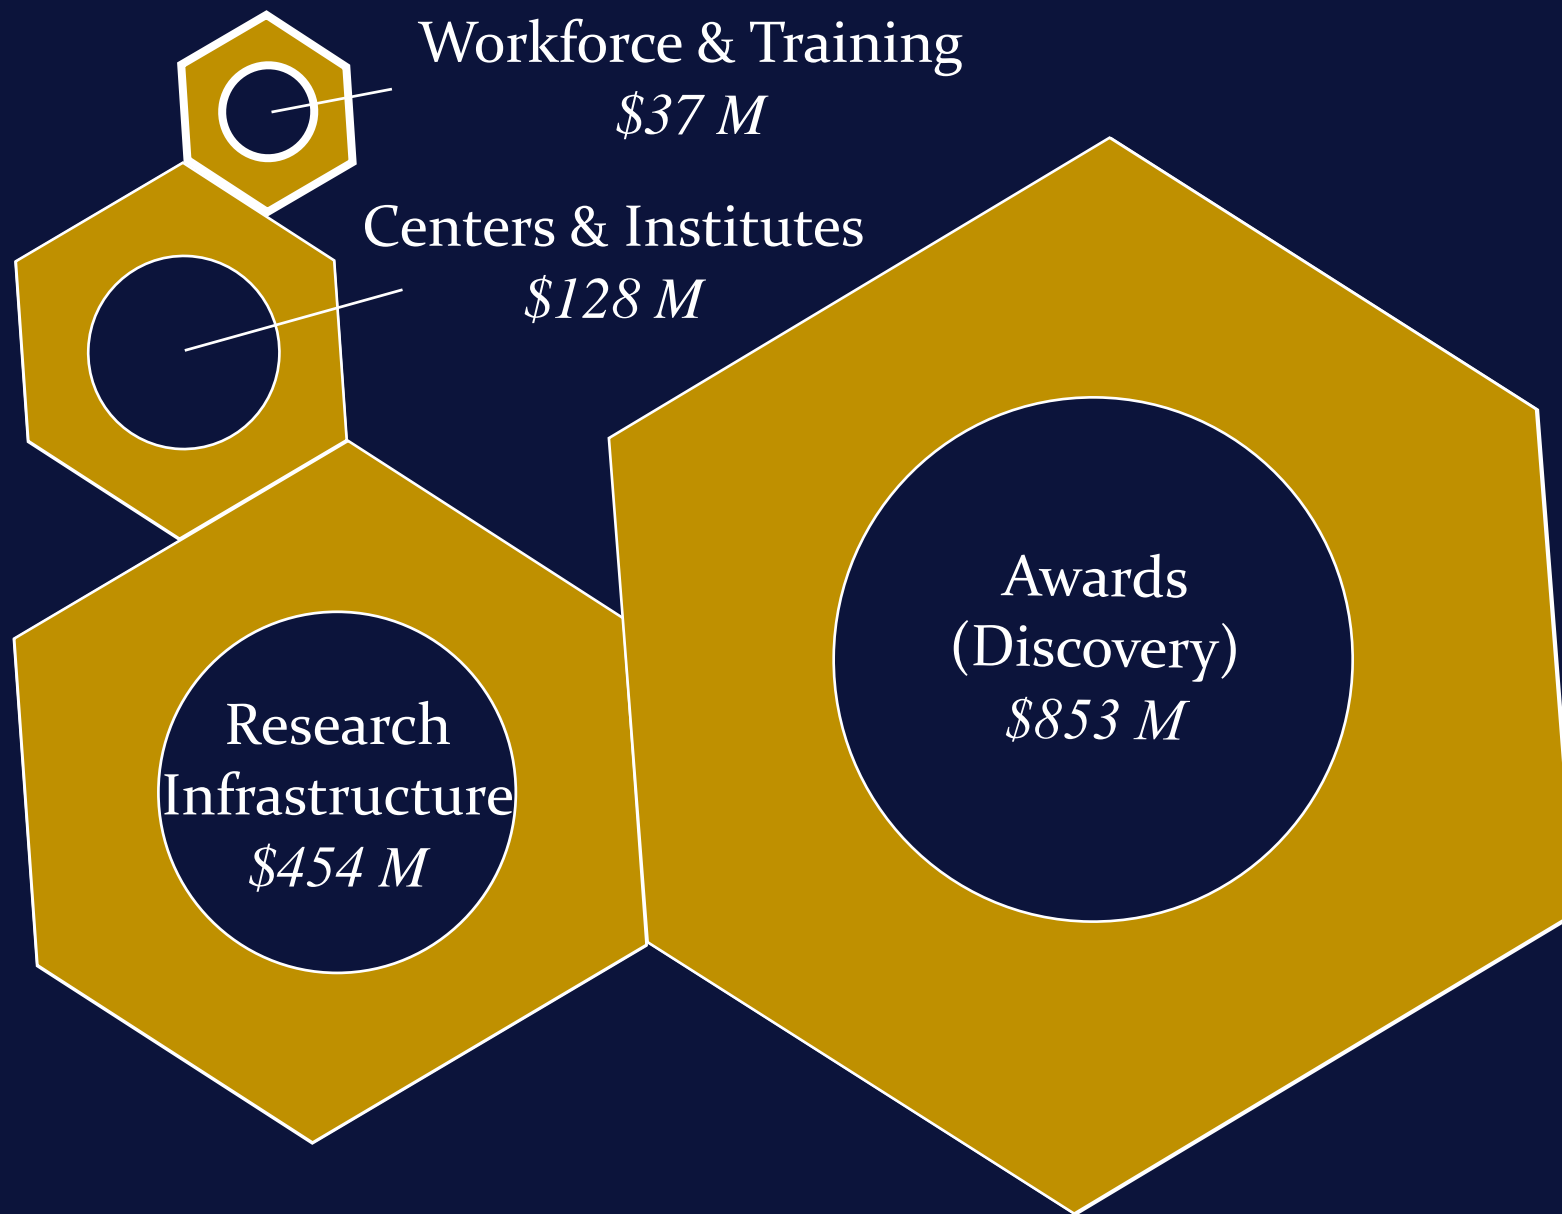 Workforce & Training
$37 M
Centers & Institutes
$128 M
Awards
(Discovery)
$853 M
Research
Infrastructure
$454 M